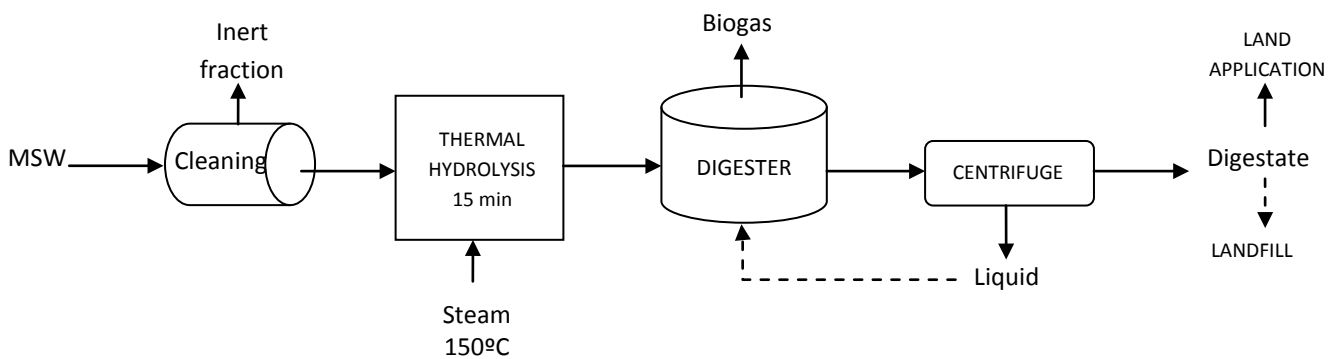 Inert
fraction
Biogas
LAND
APPLICATION
MSW
Cleaning
THERMAL
HYDROLYSIS
15 min
DIGESTER
CENTRIFUGE
Digestate
LANDFILL
Liquid
Steam
150ºC